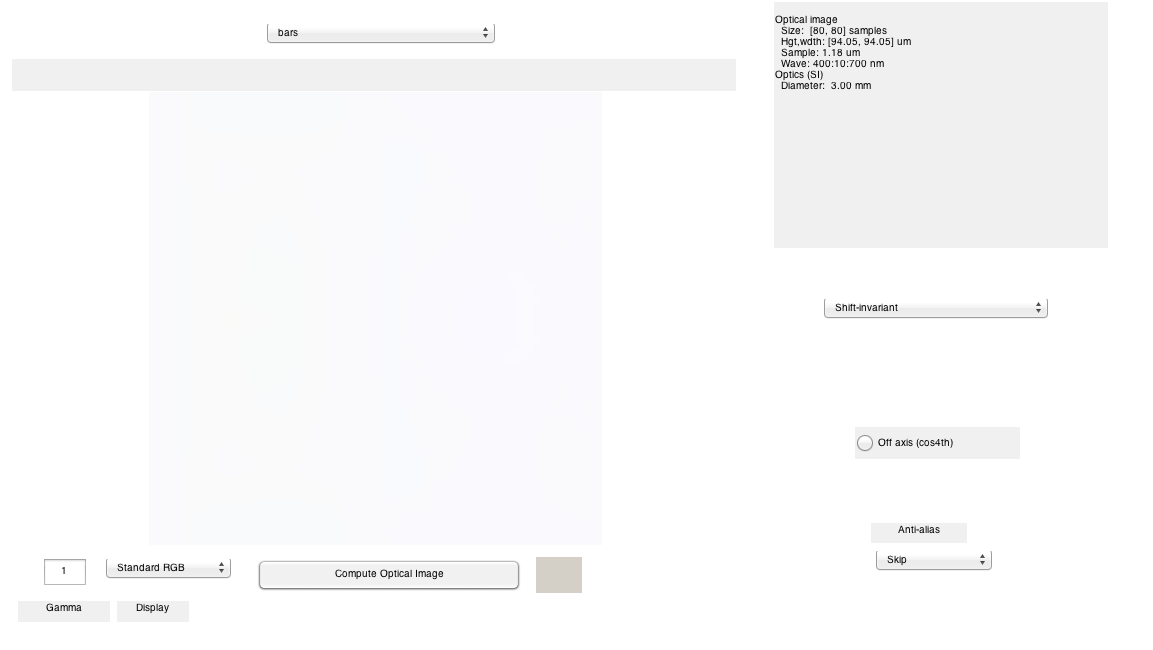 bars
Optical image
Size:  [80, 80] samples
Hgt,wdth: [94.05, 94.05] um
Sample: 1.18 um
Wave: 400:10:700 nm
Optics (SI)
Diameter:  3.00 mm
Shift-invariant
Off axis (cos4th)
Anti-alias
Skip
1
Standard RGB
Compute Optical Image
Gamma
Display